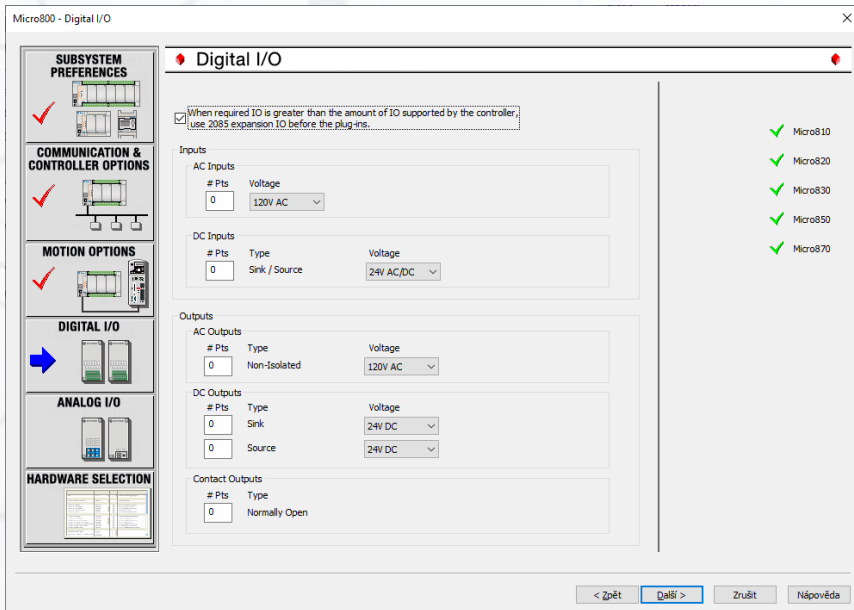 Micro800 - Digital I/O
SUBSYSTEM
PREFERENCES
COMMUNICATION &
CONTROLLER OPTIONS
MOTION OPTIONS
DIGITAL I/O
ANALOG I/O
HARDWARE SELECTION
Digital I/O
When required IO is greater than the amount of IO supported by the controller,
use 2085 expansion IO before the plug-ins.
Inputs
AC Inputs
# Pts Voltage
0 120V AC
DC Inputs
# Pts Type Voltage
0 Sink / Source 24V AC/DC
Outputs
AC Outputs
# Pts Type Voltage
0 Non-Isolated 120V AC
DC Outputs
# Pts Type Voltage
0 Sink 24V DC
0 Source 24V DC
Contact Outputs
# Pts Type
0 Normally Open
Micro810
Micro820
Micro830
Micro850
Micro870
< Zpět Další > Zrušit Nápověda